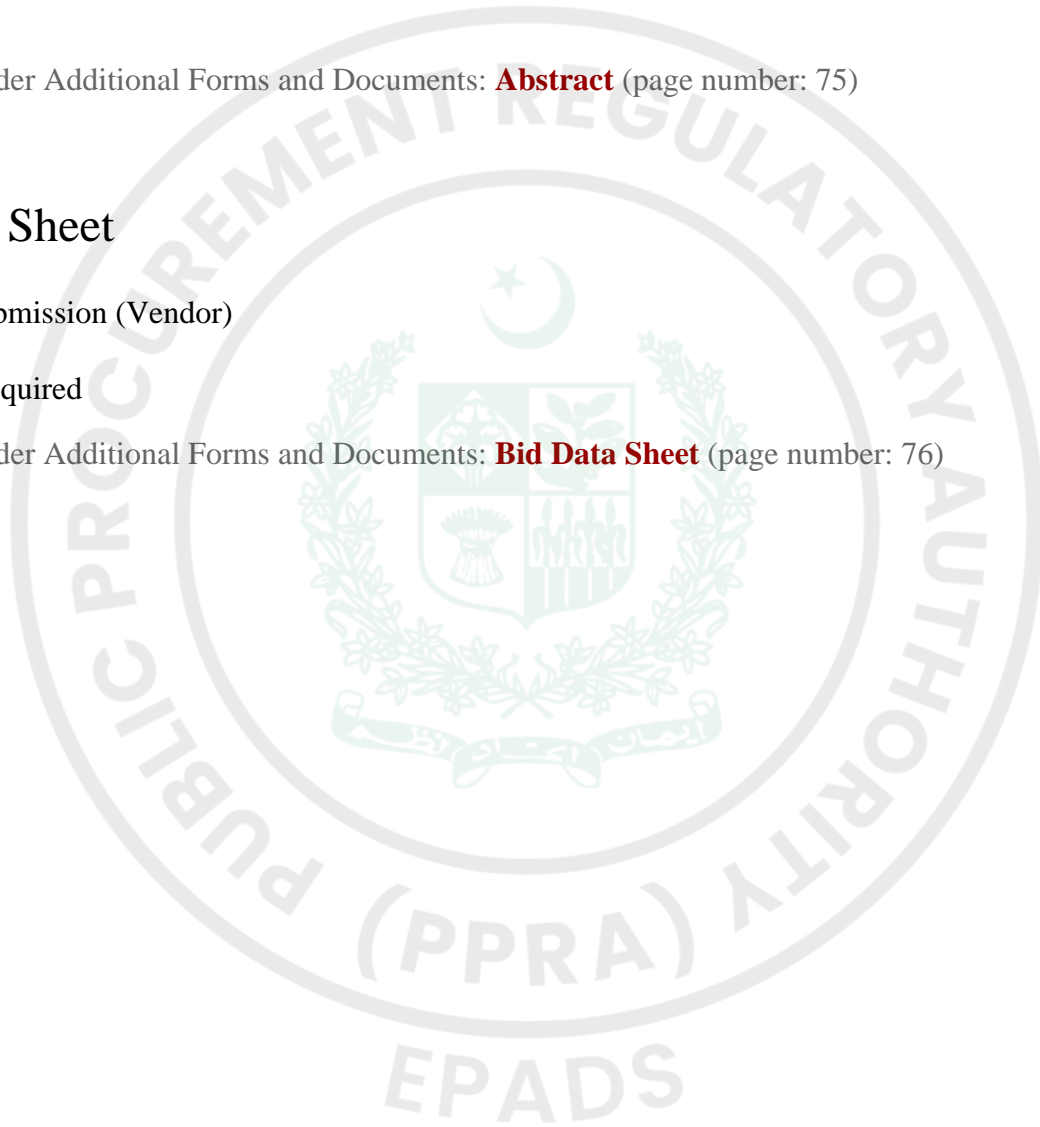 der Additional Forms and Documents: Abstract (page number: 75)
Sheet
omission (Vendor)
quired
der Additional Forms and Documents: Bid Data Sheet (page number: 76)
PUBLIC PROCUREMENT REGULATORY AUTHORITY
(PPRA)
EPADS